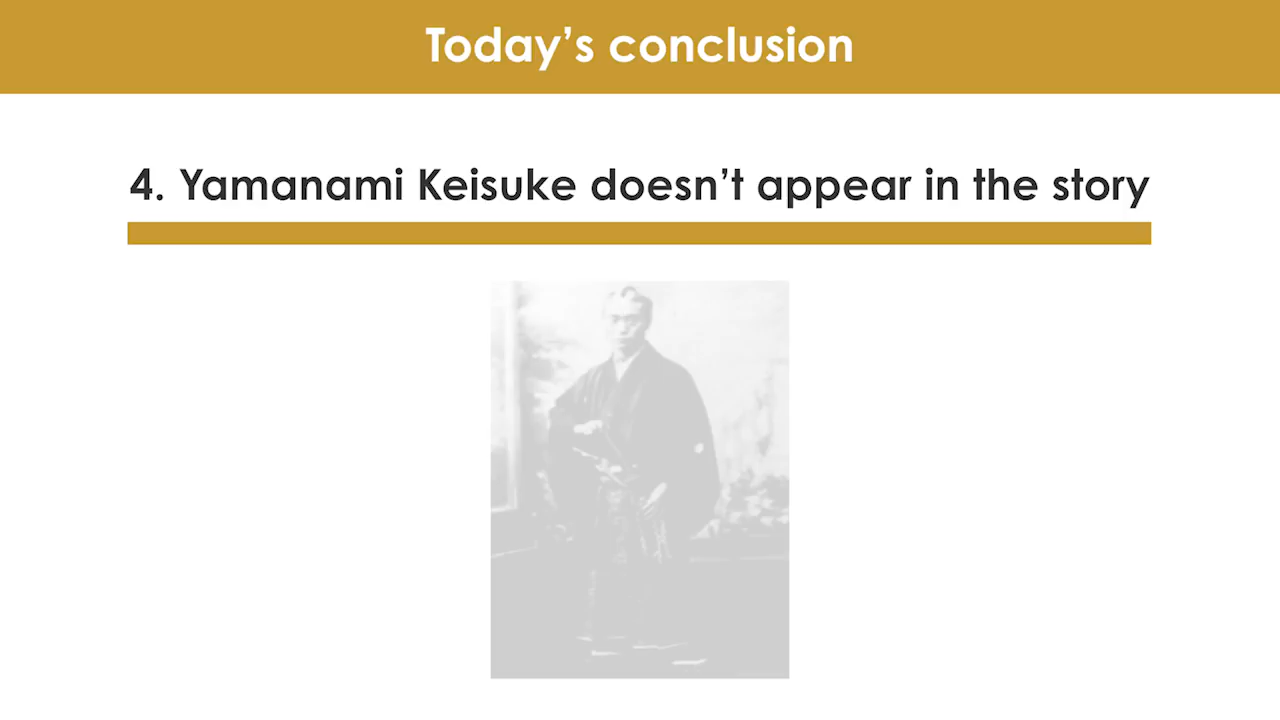 Today’s conclusion
4. Yamanami Keisuke doesn’t appear in the story